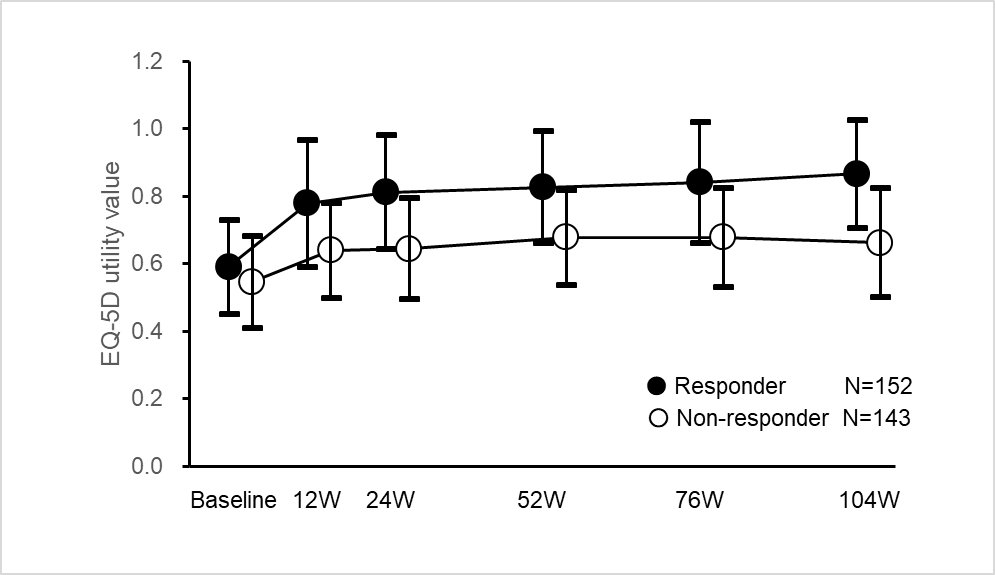 1.2
1.0
0.8
0.6
0.4
0.2
0.0
EQ-5D utility value
Responder N=152
Non-responder N=143
Baseline 12W 24W 52W 76W 104W